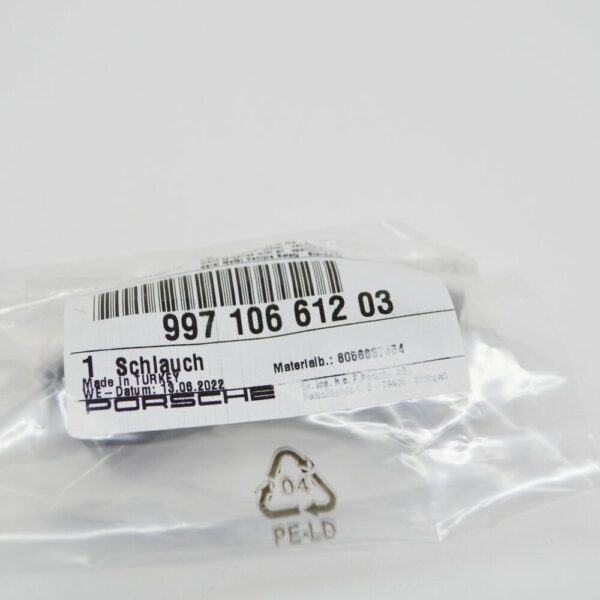 997 106 612 03
1 Schlauch
Materialb.:
Made in TURKEY
WE-Datum: 13.06.2022
PORSCHE
04
PE-LD